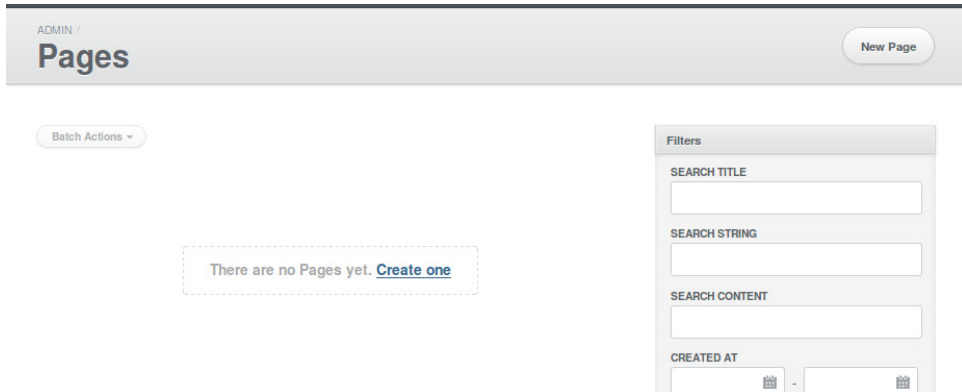 ADMIN /
Pages
New Page
Batch Actions
There are no Pages yet. Create one
Filters
SEARCH TITLE
SEARCH STRING
SEARCH CONTENT
CREATED AT
-